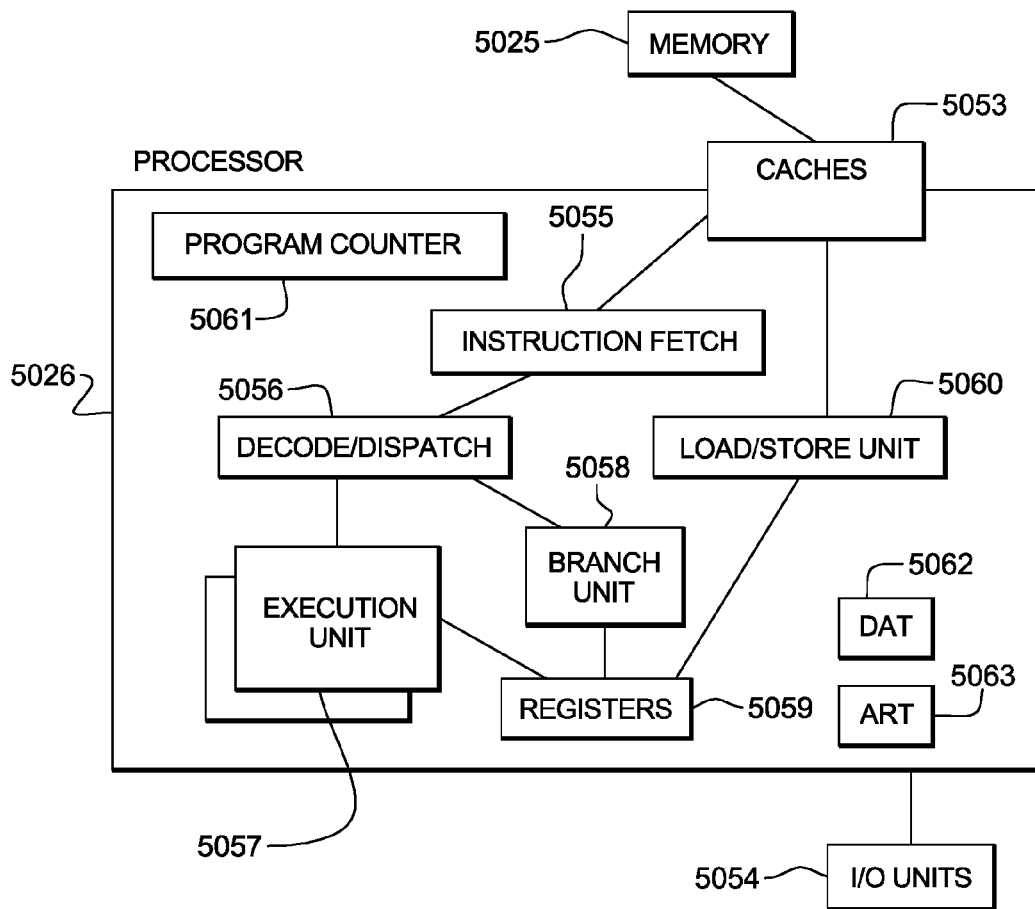 5025
MEMORY
5053
PROCESSOR
CACHES
5055
PROGRAM COUNTER
5061
INSTRUCTION FETCH
5026
5056
5060
DECODE/DISPATCH
LOAD/STORE UNIT
5058
BRANCH
UNIT
5062
EXECUTION
UNIT
DAT
5063
REGISTERS
5059
ART
5057
5054
I/O UNITS